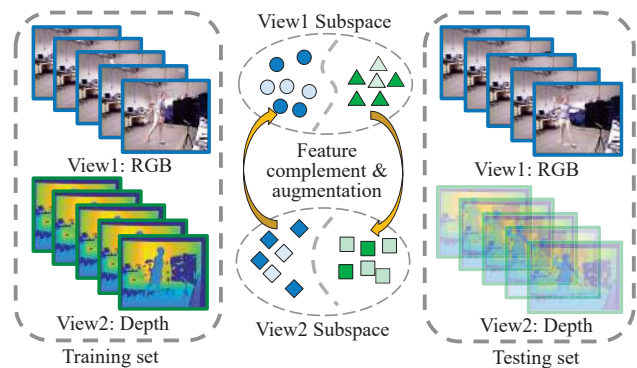 View1 Subspace
View1: RGB
Feature
complement &
augmentation
View1: RGB
View2: Depth
View2 Subspace
View2: Depth
Training set
Testing set